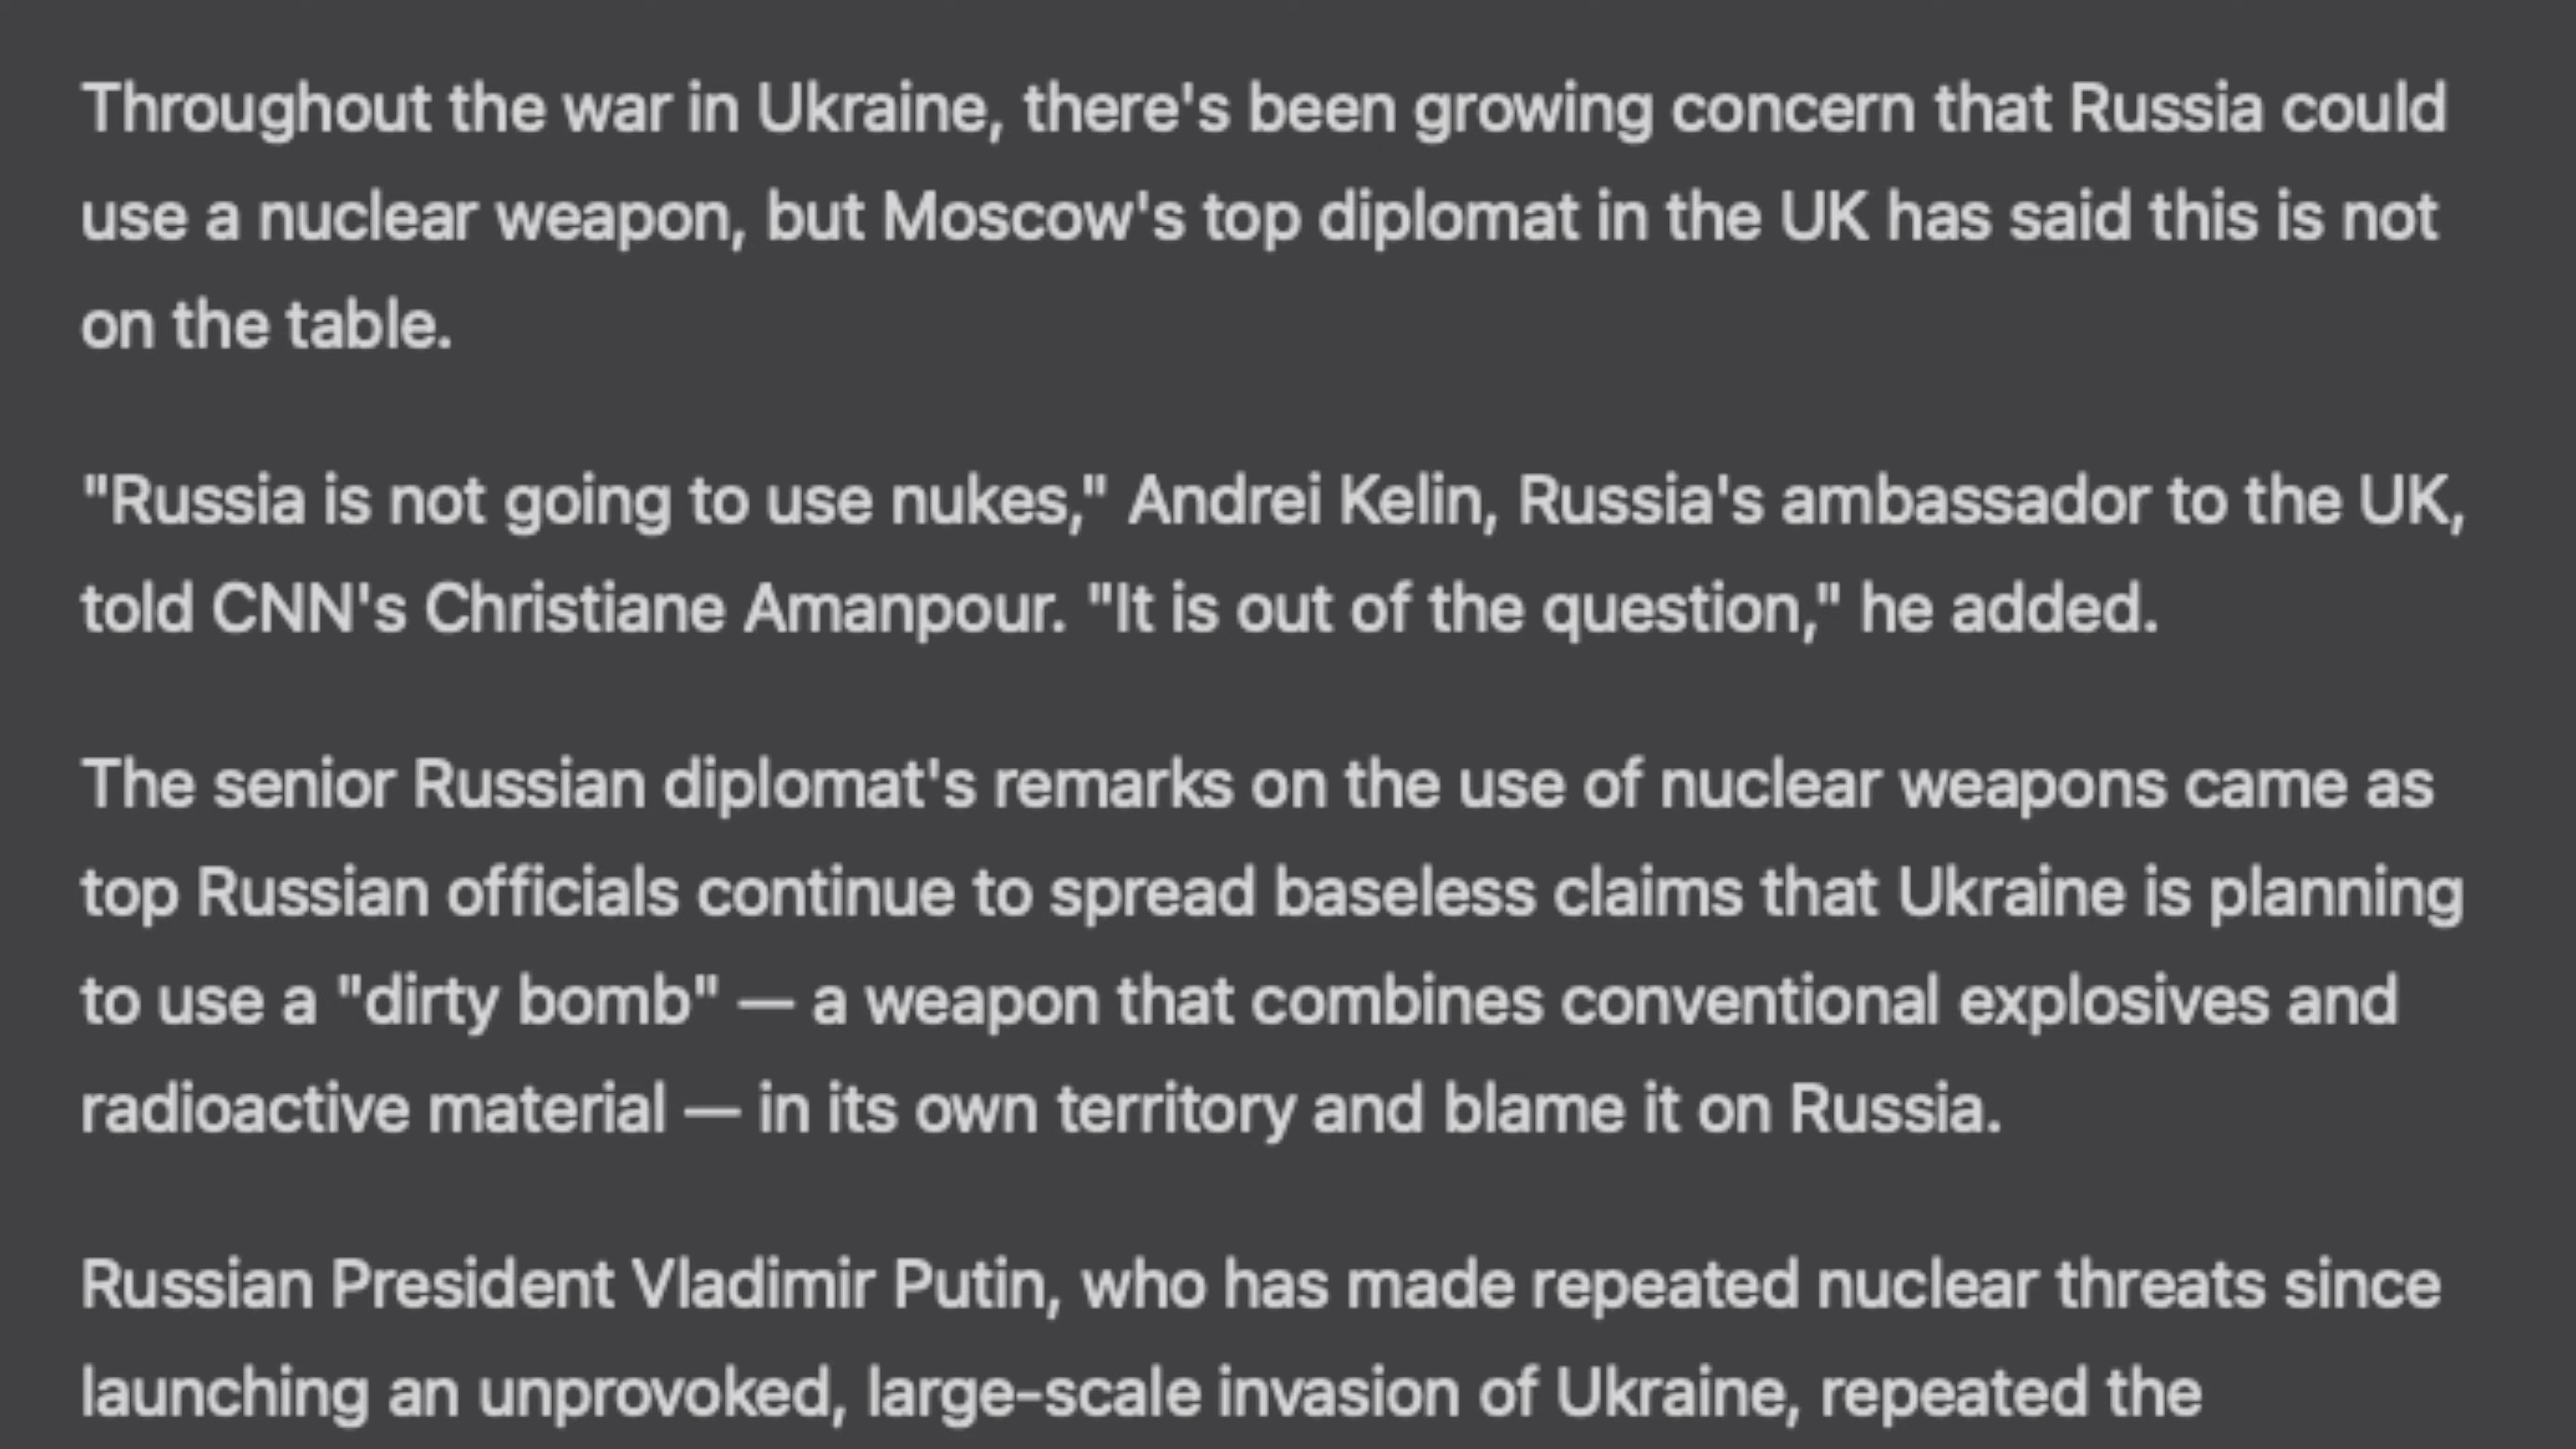 Throughout the war in Ukraine, there's been growing concern that Russia could
use a nuclear weapon, but Moscow's top diplomat in the UK has said this is not
on the table.
"Russia is not going to use nukes," Andrei Kelin, Russia's ambassador to the UK,
told CNN's Christiane Amanpour. "It is out of the question," he added.
The senior Russian diplomat's remarks on the use of nuclear weapons came as
top Russian officials continue to spread baseless claims that Ukraine is planning
to use a "dirty bomb" — a weapon that combines conventional explosives and
radioactive material — in its own territory and blame it on Russia.
Russian President Vladimir Putin, who has made repeated nuclear threats since
launching an unprovoked, large-scale invasion of Ukraine, repeated the